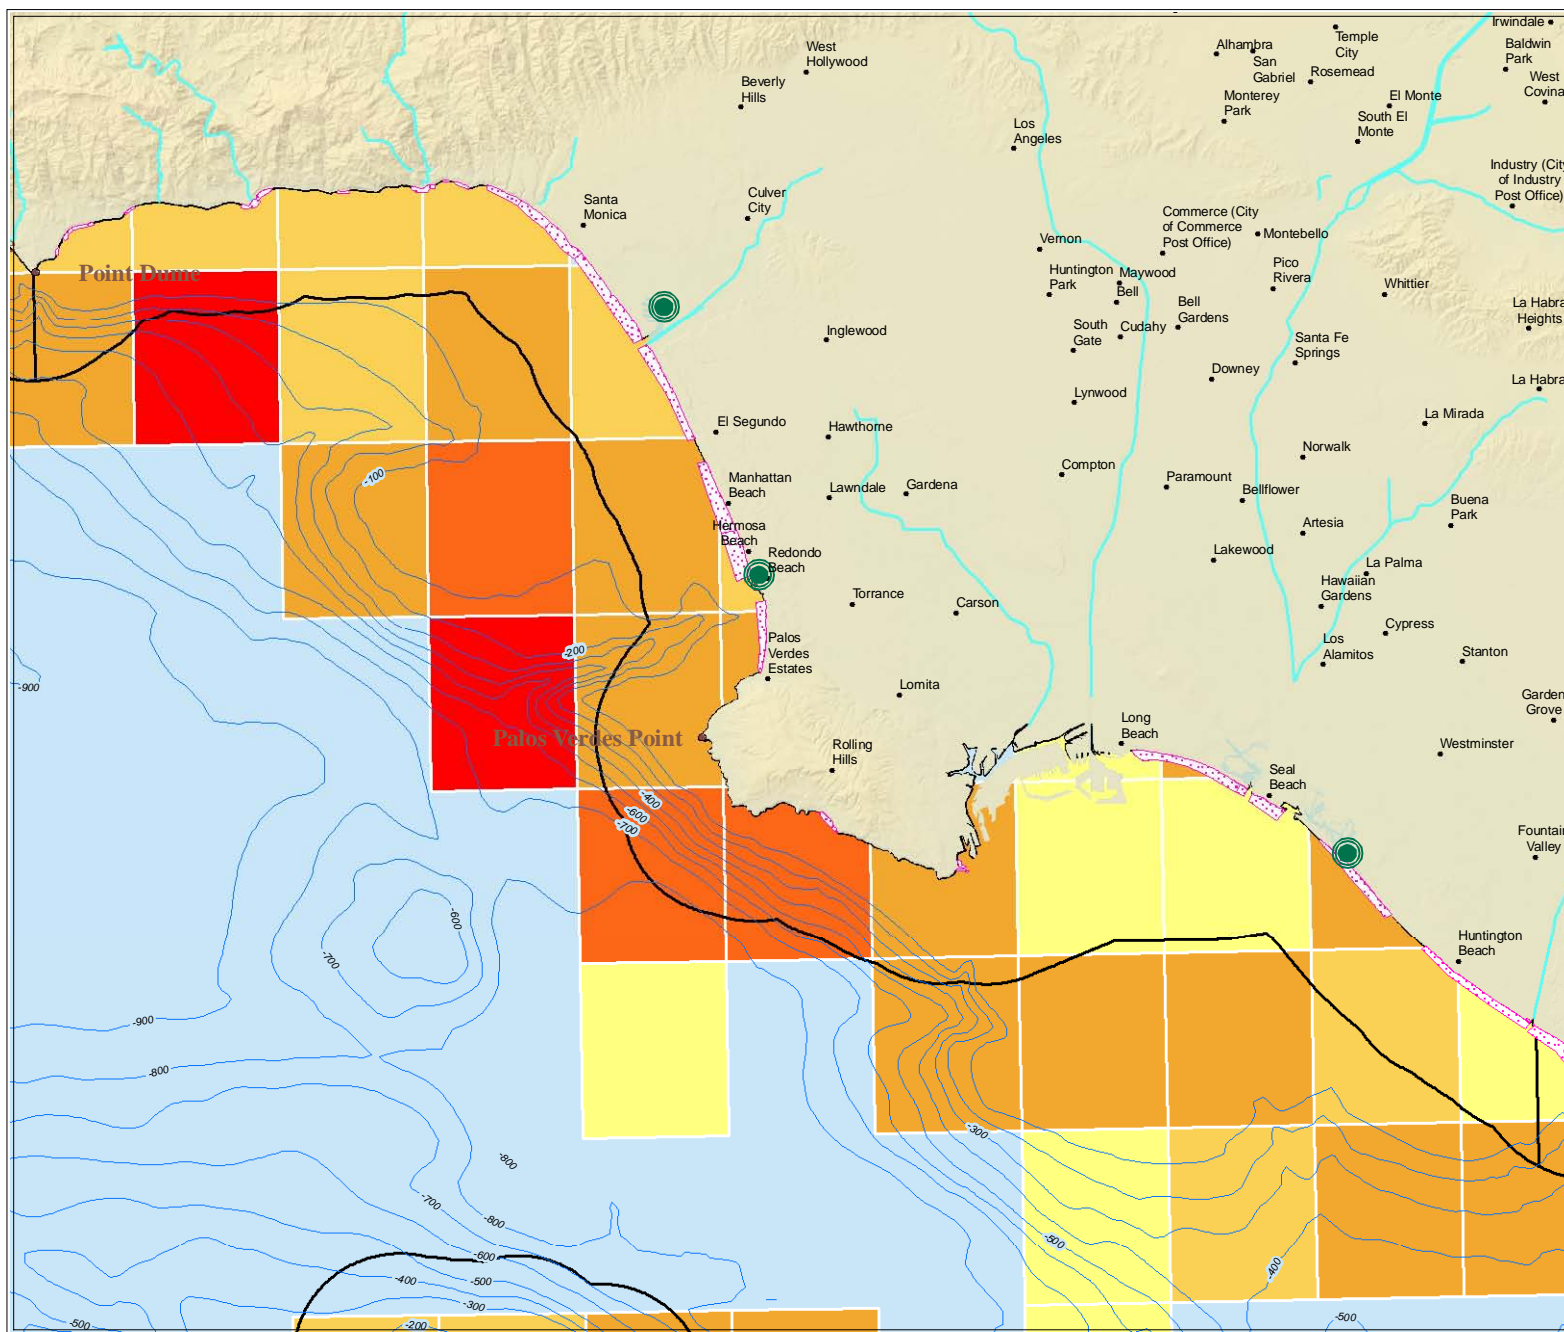 Irwindale
Temple
City
Alhambra
San
Gabriel
Baldwin
Park
West
Hollywood
Rosemead
West
Covina
Beverly
Hills
Monterey
Park
El Monte
South El
Monte
Los
Angeles
Industry (City
of Industry
Post Office)
Culver
City
Santa
Monica
Commerce (City
of Commerce
Post Office)
Montebello
Vernon
Point Dume
Huntington
Park
Maywood
Bell
Pico
Rivera
Whittier
Bell
Gardens
La Habra
Heights
Inglewood
South
Gate
Cudahy
Santa Fe
Springs
Downey
La Habra
Lynwood
La Mirada
El Segundo
Hawthorne
Norwalk
Compton
-100
Manhattan
Beach
Lawndale
Gardena
Paramount
Bellflower
Buena
Park
Hermosa
Beach
Artesia
Redondo
Beach
Lakewood
La Palma
Hawaiian
Gardens
Torrance
Carson
Cypress
-200
Palos
Verdes
Estates
Los
Alamitos
Stanton
-900
Lomita
Garden
Grove
Palos Verdes Point
Long
Beach
Rolling
Hills
Westminster
Seal
Beach
-400
-600
-700
Fountain
Valley
-600
-700
Huntington
Beach
-900
-800
-300
-800
-700
-800
-500
-600
-400
-500
-400
-300
-500
-200
-500